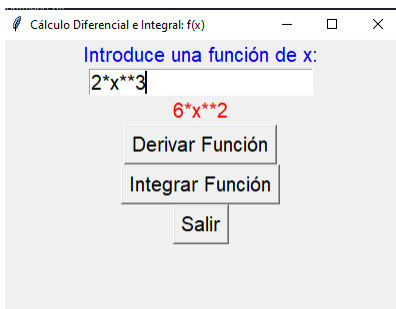 Cálculo Diferencial e Integral: f(x)
Introduce una función de x:
2*x**3
6*x**2
Derivar Función
Integrar Función
Salir